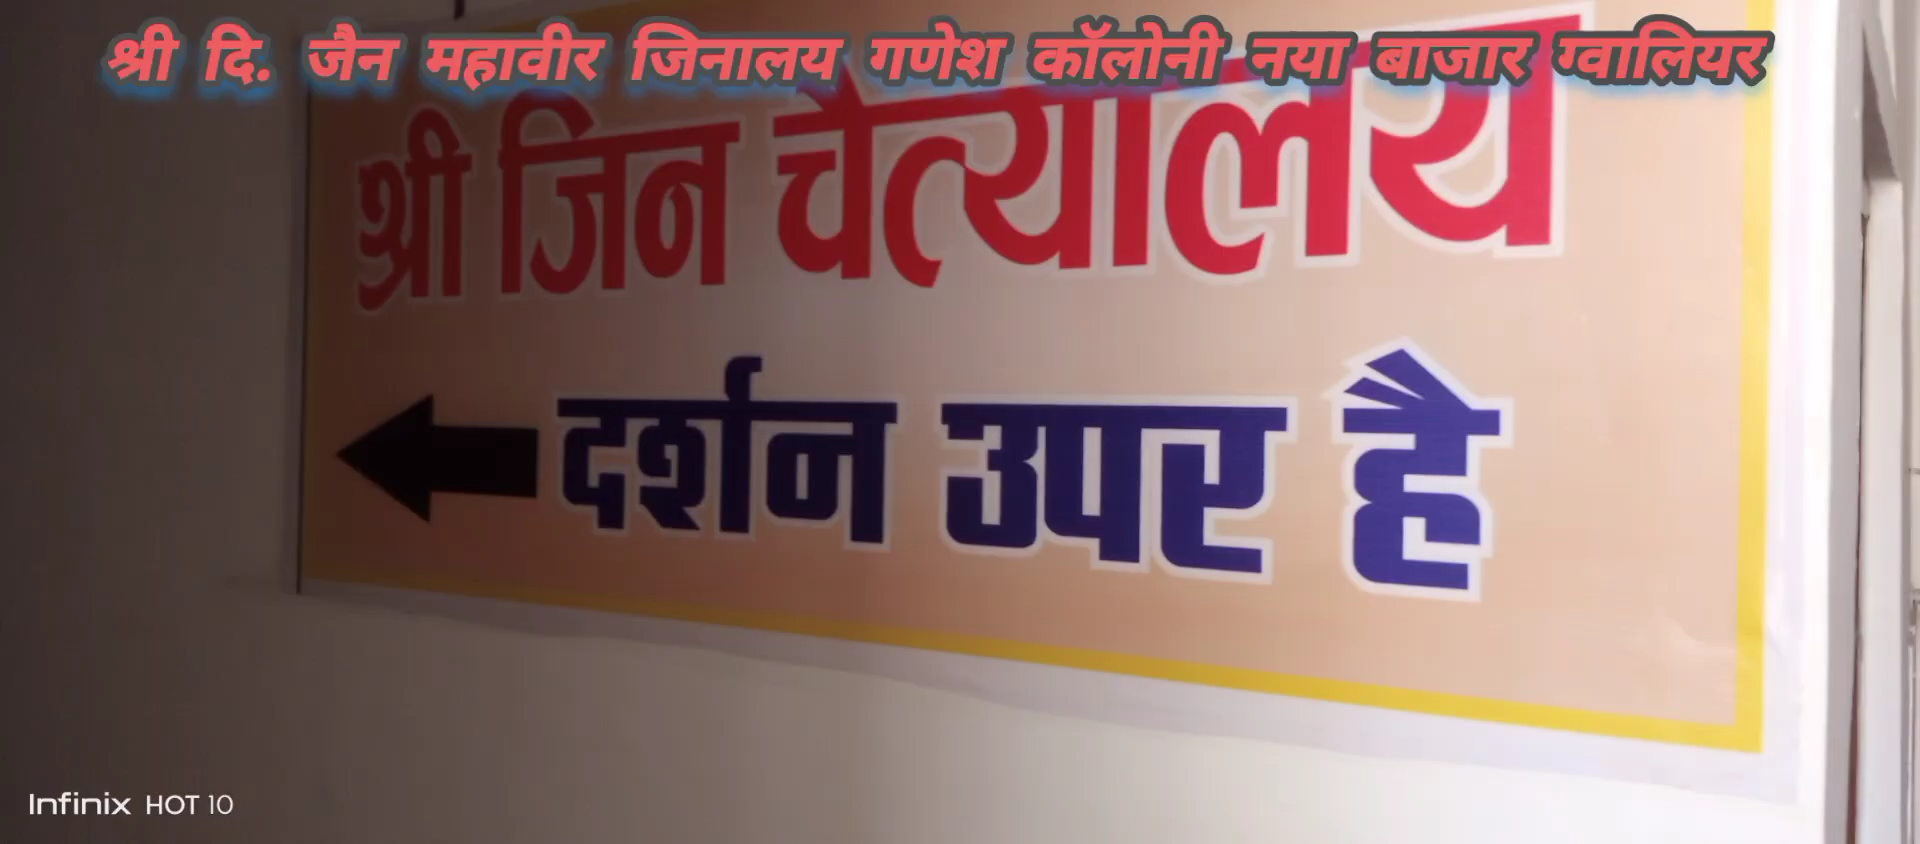 श्री दि. जैन महावीर जिनालय गणेश कॉलोनी नया बाजार ग्वालियर
श्री जिन चैत्यालय
दर्शन उपर है
Infinix HOT 10